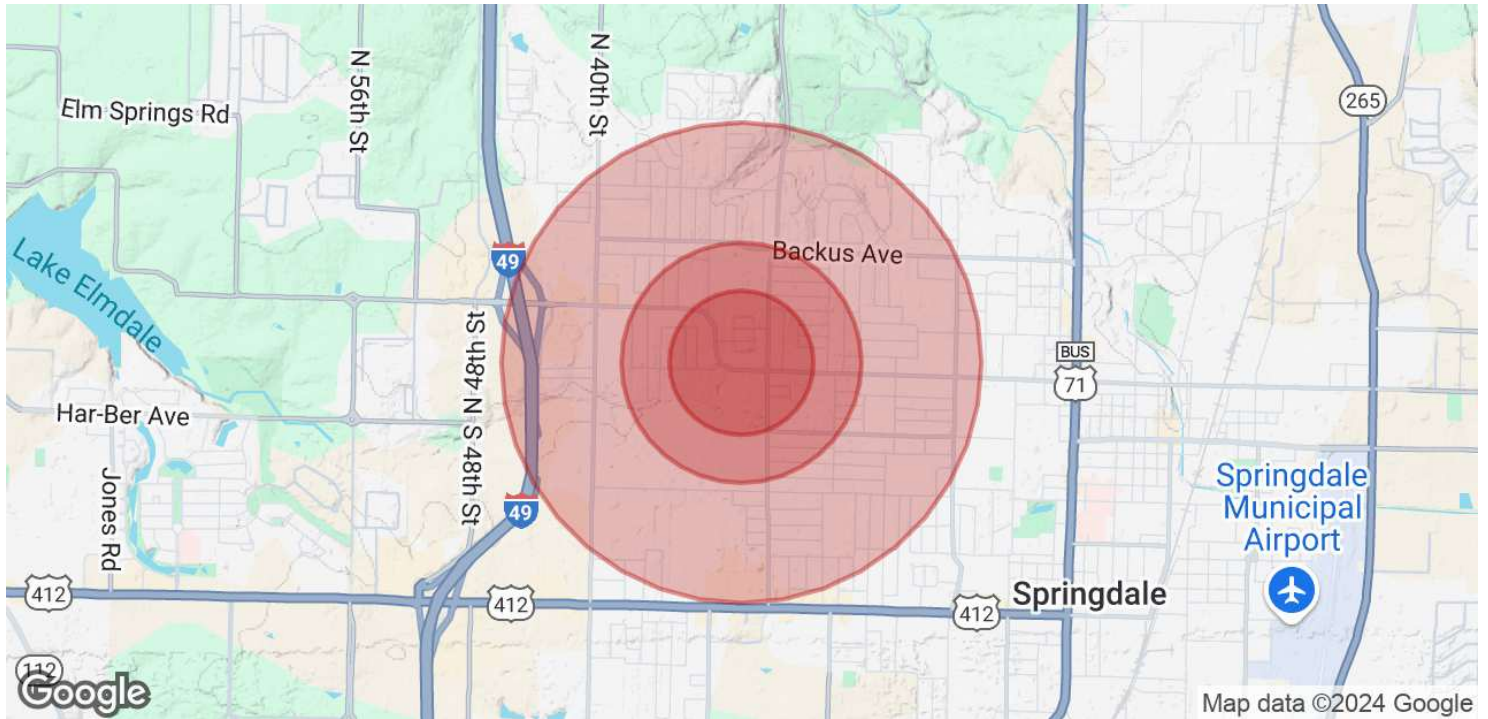 N 56th St
N 40th St
Elm Springs Rd
265
Backus Ave
Lake Elmdale
49
N 48th St
S 48th St
BUS
71
Har-Ber Ave
Jones Rd
49
Springdale
Municipal
Airport
412
412
412
Springdale
112
Google
Map data ©2024 Google